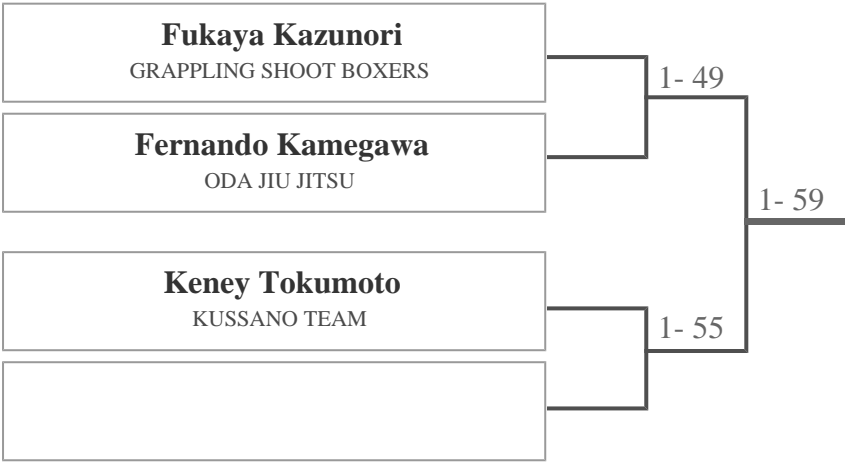 Fukaya Kazunori
GRAPPLING SHOOT BOXERS
1- 49
Fernando Kamegawa
ODA JIU JITSU
1- 59
Keney Tokumoto
KUSSANO TEAM
1- 55